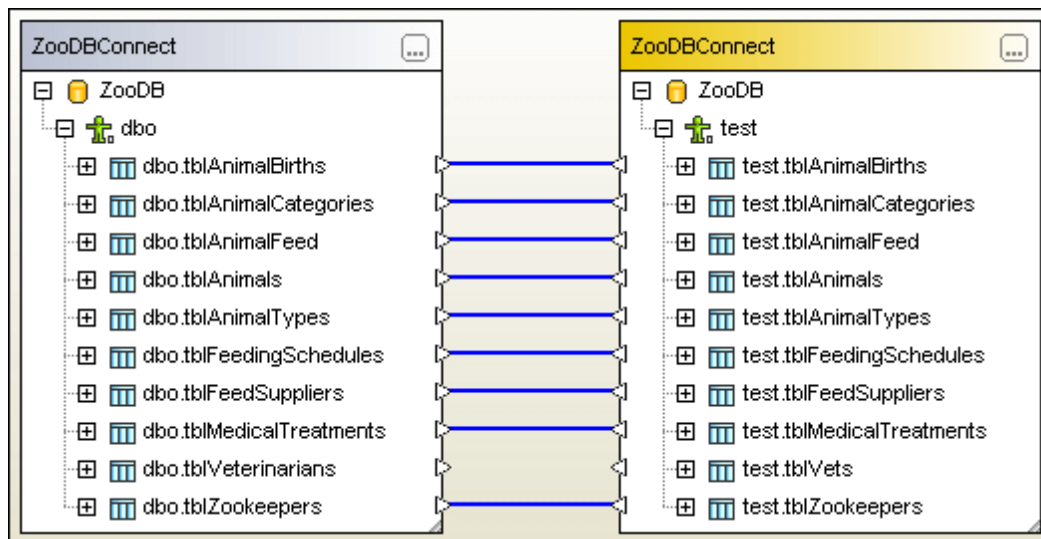 ZooDBConnect
...
ZooDB
dbo
dbo.tblAnimalBirths
dbo.tblAnimalCategories
dbo.tblAnimalFeed
dbo.tblAnimals
dbo.tblAnimalTypes
dbo.tblFeedingSchedules
dbo.tblFeedSuppliers
dbo.tblMedicalTreatments
dbo.tblVeterinarians
dbo.tblZookeepers
ZooDBConnect
...
ZooDB
test
test.tblAnimalBirths
test.tblAnimalCategories
test.tblAnimalFeed
test.tblAnimals
test.tblAnimalTypes
test.tblFeedingSchedules
test.tblFeedSuppliers
test.tblMedicalTreatments
test.tblVets
test.tblZookeepers